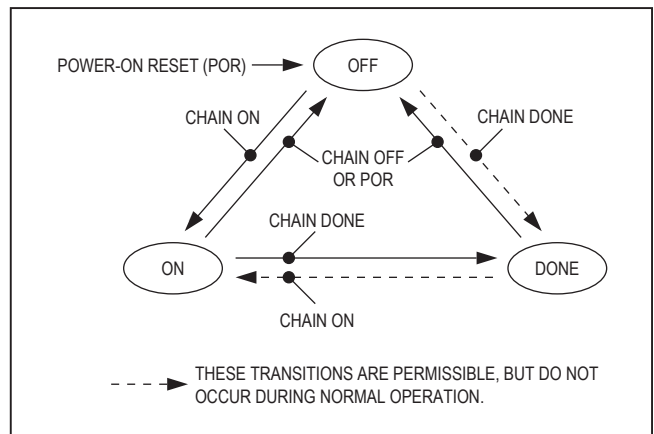 POWER-ON RESET (POR)
OFF
CHAIN ON
CHAIN DONE
CHAIN OFF
OR POR
CHAIN DONE
ON
DONE
CHAIN ON
THESE TRANSITIONS ARE PERMISSIBLE, BUT DO NOT
OCCUR DURING NORMAL OPERATION.